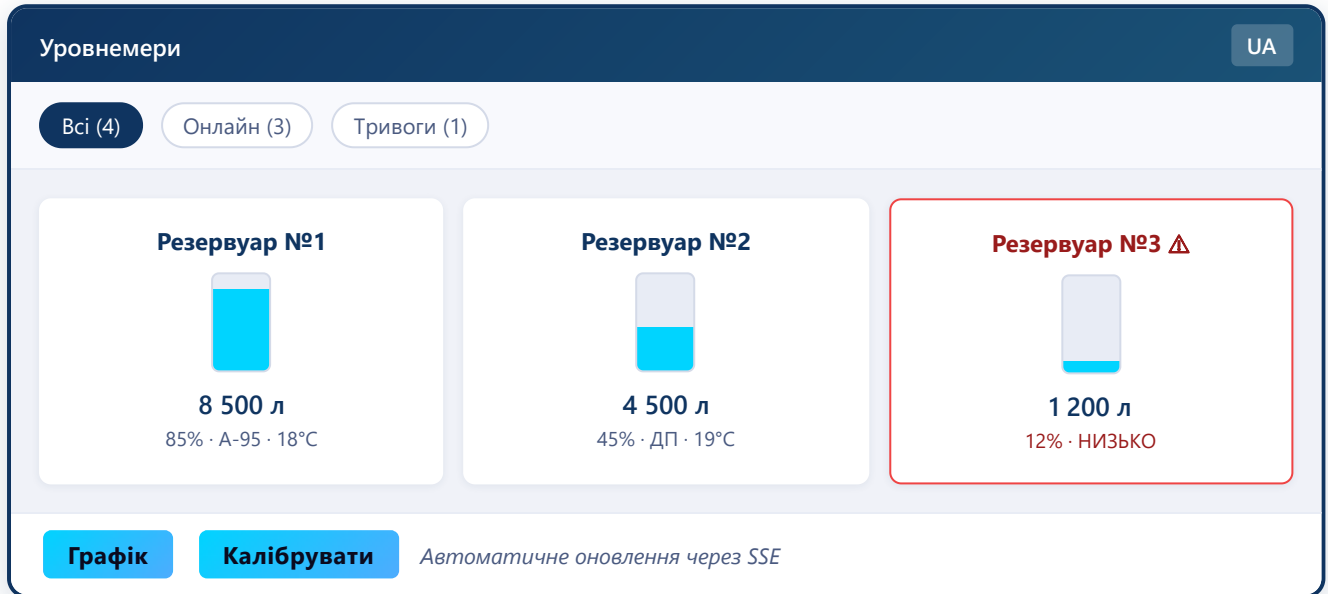 Уровнемери
UA
Всі (4)
Онлайн (3)
Тривоги (1)
Резервуар №1
8 500 л
85% · А-95 · 18°C
Резервуар №2
4 500 л
45% · ДП · 19°C
Резервуар №3 ⚠
1 200 л
12% · НИЗЬКО
Графік
Калібрувати
Автоматичне оновлення через SSE